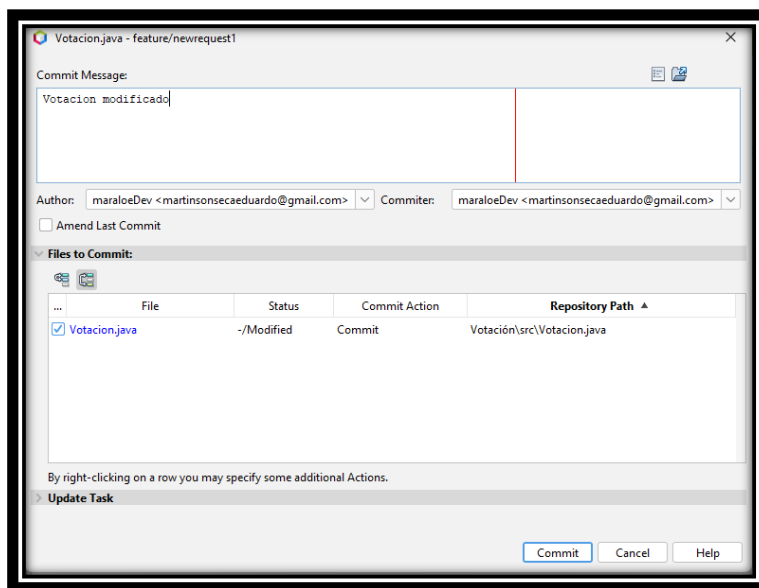 Votacion.java - feature/newrequest1
Commit Message:
Votacion modificado
Author: maraloeDev <martinsonsecaeduardo@gmail.com> Commiter: maraloeDev <martinsonsecaeduardo@gmail.com>
Amend Last Commit
Files to Commit:
... File Status Commit Action Repository Path
Votacion.java -/Modified Commit Votación\src\Votacion.java
By right-clicking on a row you may specify some additional Actions.
Update Task
Commit Cancel Help